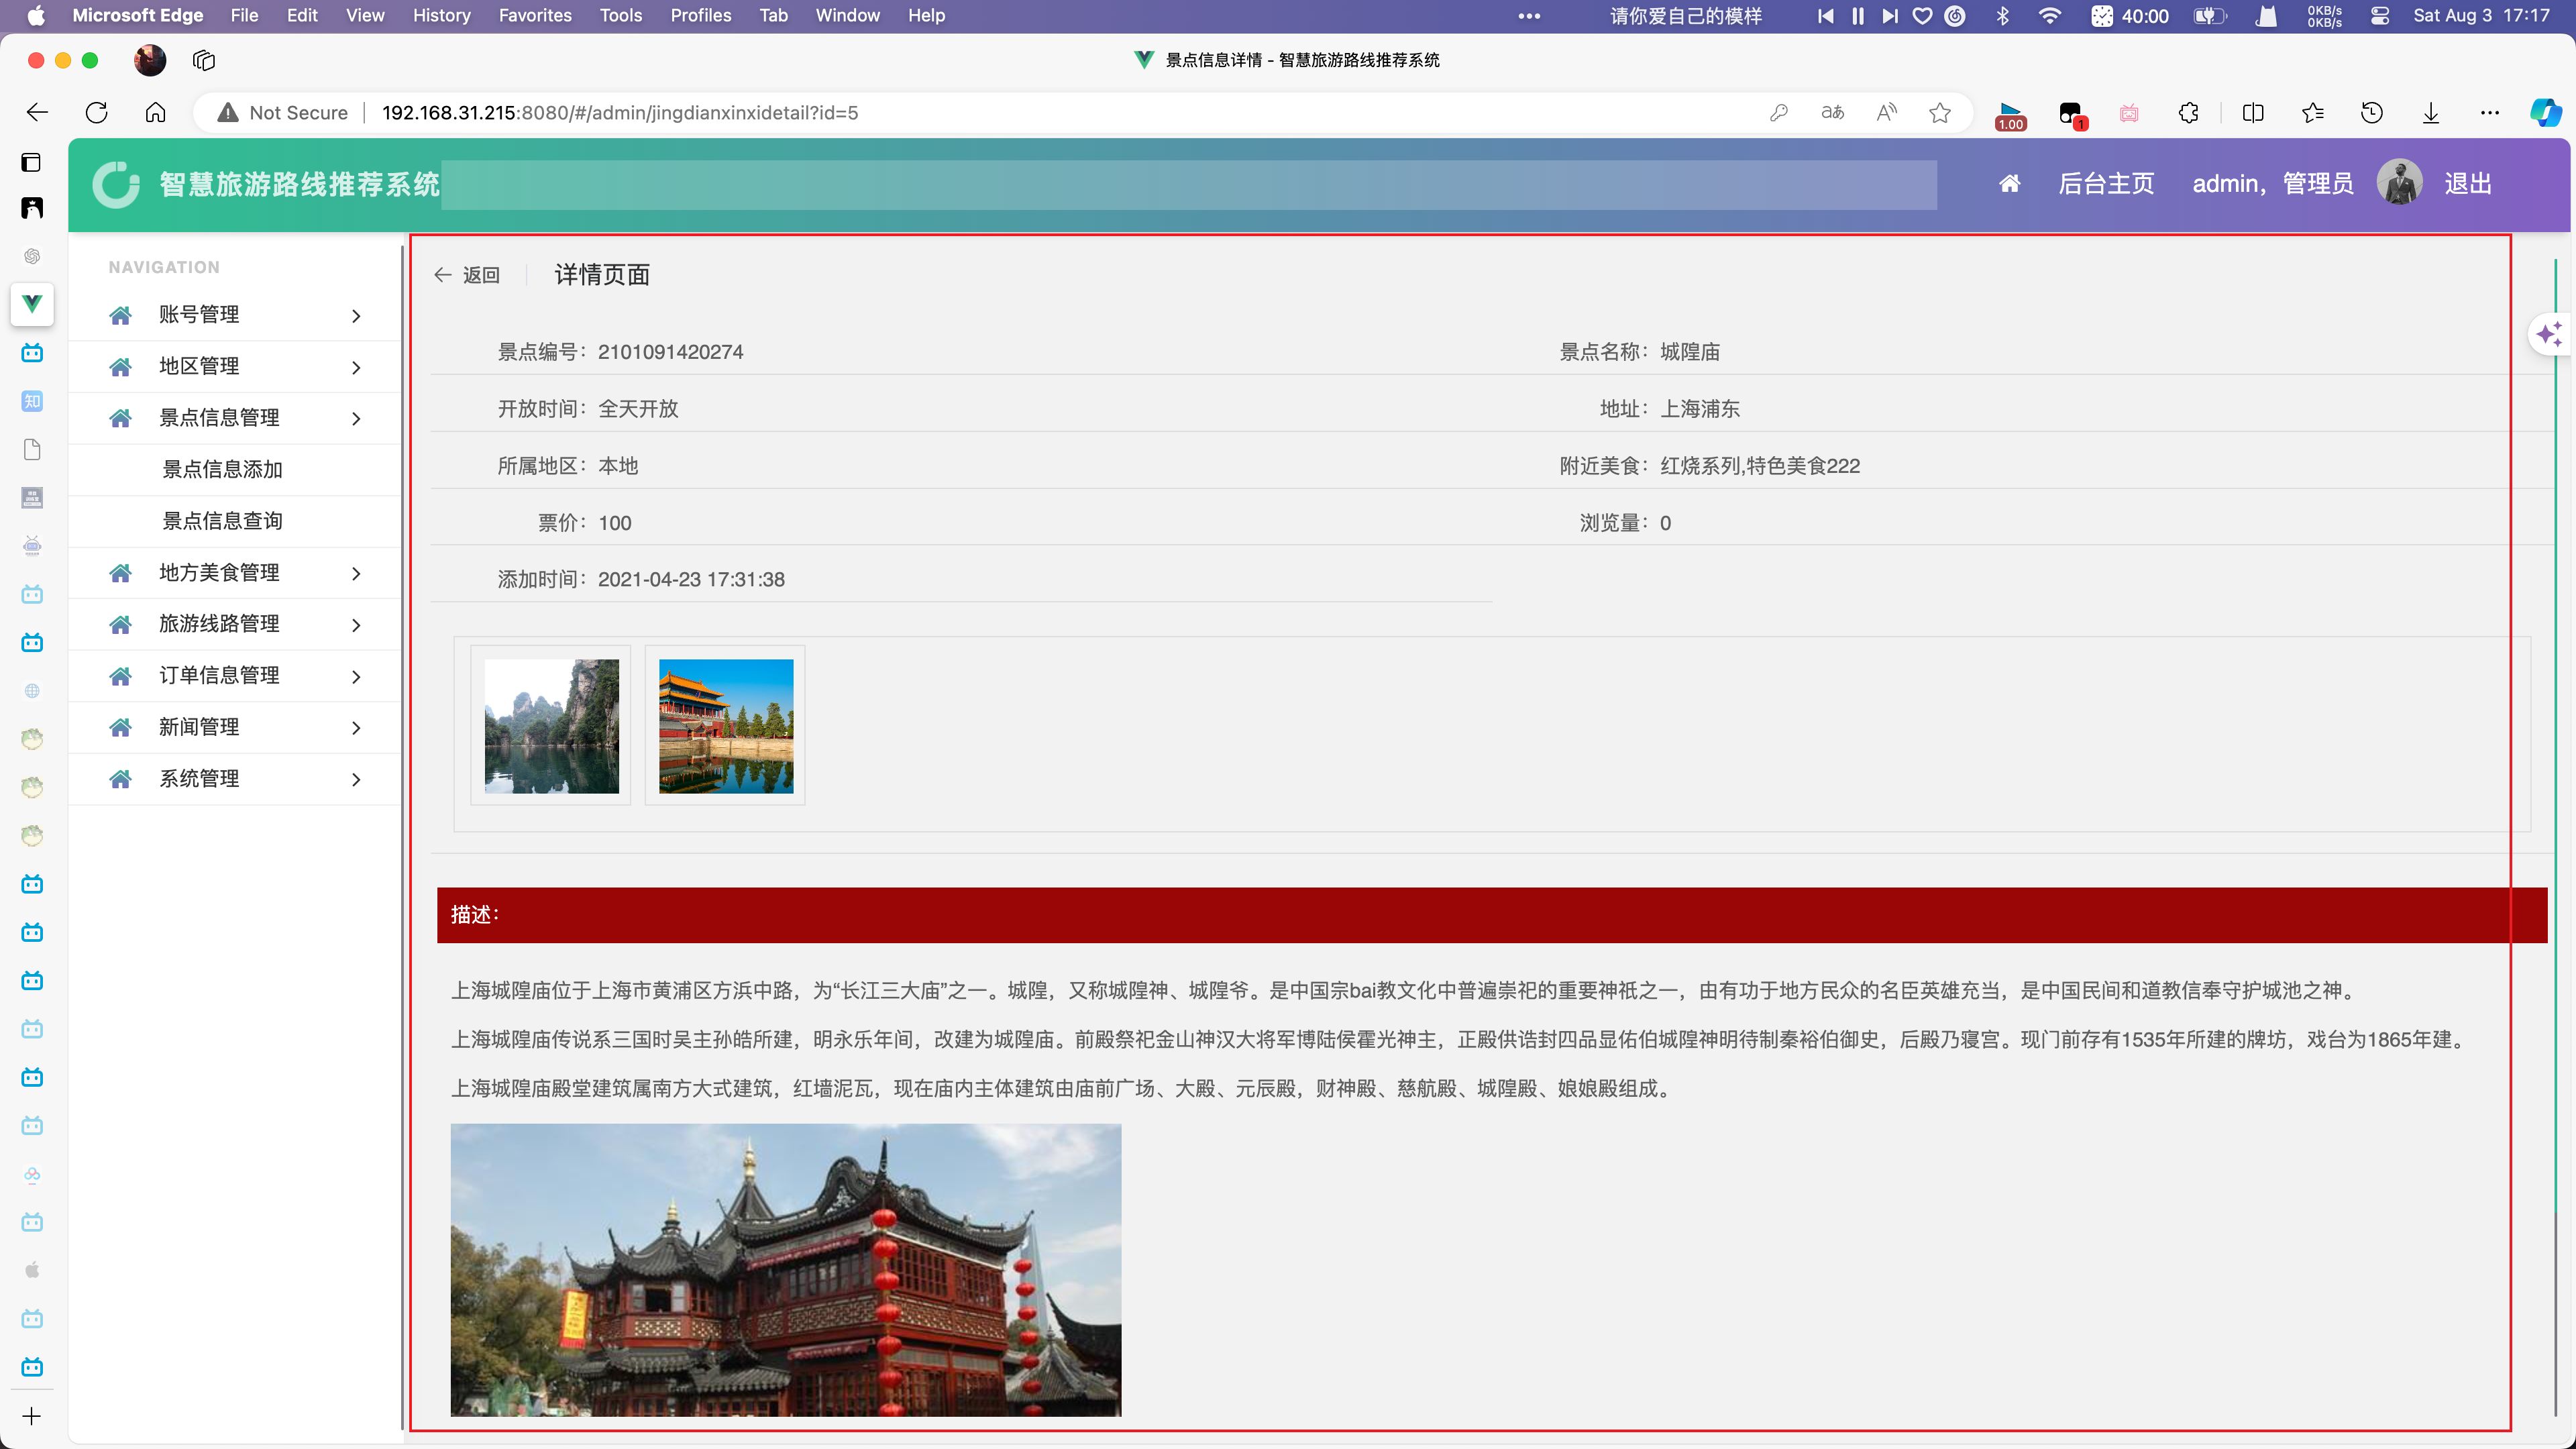 Microsoft Edge File Edit View History Favorites Tools Profiles Tab Window Help ••• 请你爱自己的模样 40:00 0KB/s 0KB/s Sat Aug 3 17:17
景点信息详情 - 智慧旅游路线推荐系统
Not Secure 192.168.31.215:8080/#/admin/jingdianxinxidetail?id=5 1.00 1
智慧旅游路线推荐系统 后台主页 admin，管理员 退出
NAVIGATION
账号管理
地区管理
景点信息管理
景点信息添加
景点信息查询
地方美食管理
旅游线路管理
订单信息管理
新闻管理
系统管理
知
返回 详情页面
景点编号：2101091420274 景点名称：城隍庙
开放时间：全天开放 地址：上海浦东
所属地区：本地 附近美食：红烧系列,特色美食222
票价：100 浏览量：0
添加时间：2021-04-23 17:31:38
描述：
上海城隍庙位于上海市黄浦区方浜中路，为“长江三大庙”之一。城隍，又称城隍神、城隍爷。是中国宗bai教文化中普遍崇祀的重要神祇之一，由有功于地方民众的名臣英雄充当，是中国民间和道教信奉守护城池之神。
上海城隍庙传说系三国时吴主孙皓所建，明永乐年间，改建为城隍庙。前殿祭祀金山神汉大将军博陆侯霍光神主，正殿供诰封四品显佑伯城隍神明待制秦裕伯御史，后殿乃寝宫。现门前存有1535年所建的牌坊，戏台为1865年建。
上海城隍庙殿堂建筑属南方大式建筑，红墙泥瓦，现在庙内主体建筑由庙前广场、大殿、元辰殿，财神殿、慈航殿、城隍殿、娘娘殿组成。